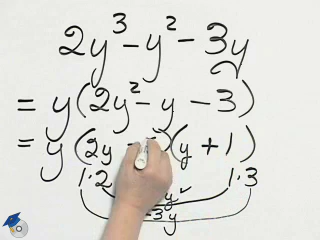 2y³ - y² - 3y
= y(2y² - y - 3)
= y(2y - )(y + 1)
1·2 y ✓ 1·3
-3y